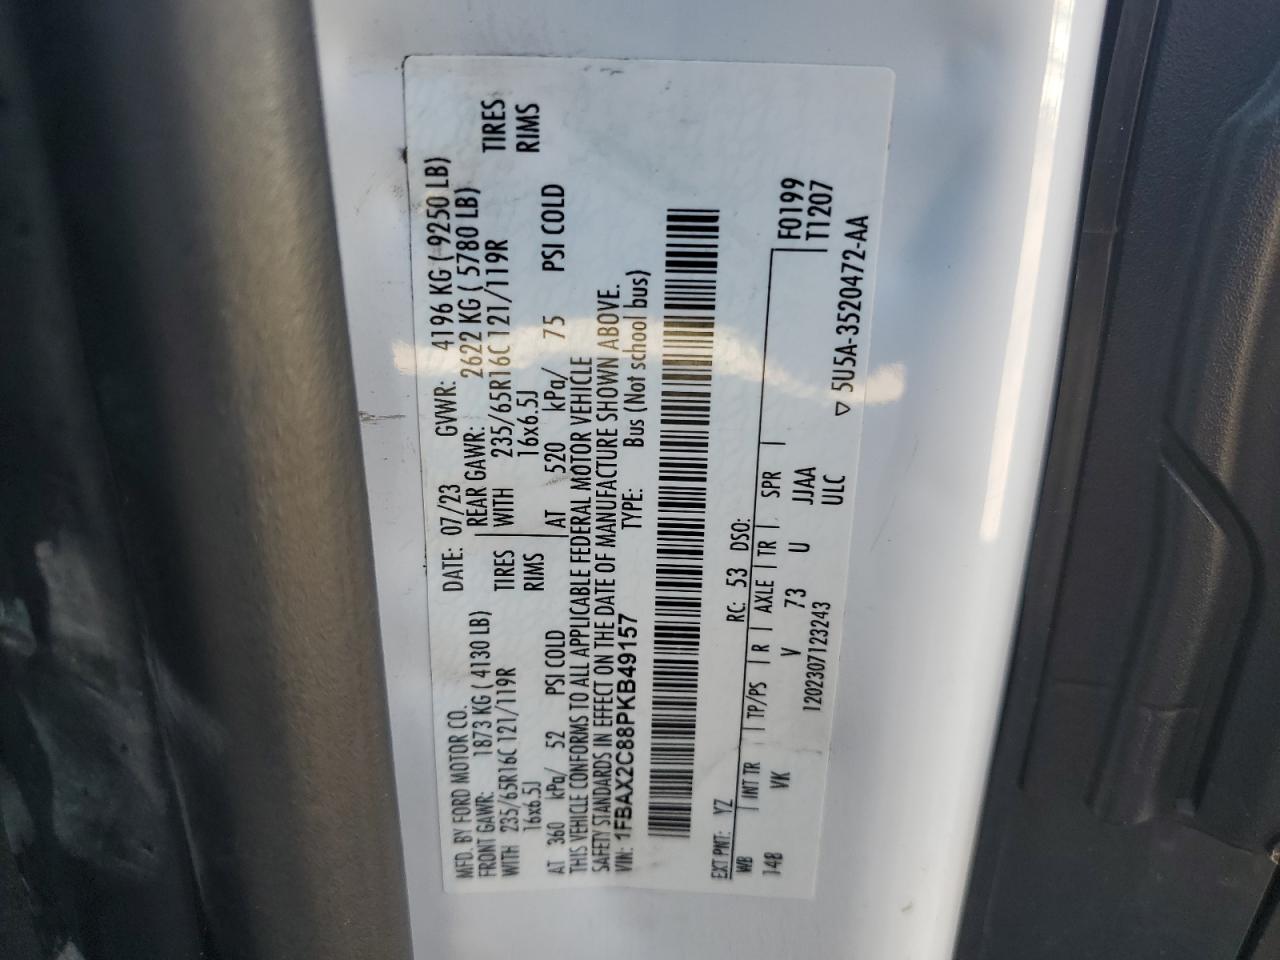 MFD. BY FORD MOTOR CO.
DATE: 07/23 GVWR: 4196 KG ( 9250 LB)
FRONT GAWR: 1873 KG ( 4130 LB)
REAR GAWR: 2622 KG ( 5780 LB)
WITH 235/65R16C 121/119R TIRES
WITH 235/65R16C 121/119R TIRES
16x6.5J RIMS
16x6.5J RIMS
AT 360 kPa/ 52 PSI COLD
AT 520 kPa/ 75 PSI COLD
THIS VEHICLE CONFORMS TO ALL APPLICABLE FEDERAL MOTOR VEHICLE
SAFETY STANDARDS IN EFFECT ON THE DATE OF MANUFACTURE SHOWN ABOVE.
VIN: 1FBAX2C88PKB49157 TYPE: Bus (Not school bus)
EXT PNT: YZ RC: 53 DSO: F0199
WB INT TR TP/PS R AXLE TR SPR T1207
148 VK V 73 U JJAA
1202307123243 ULC
▽ 5U5A-3520472-AA